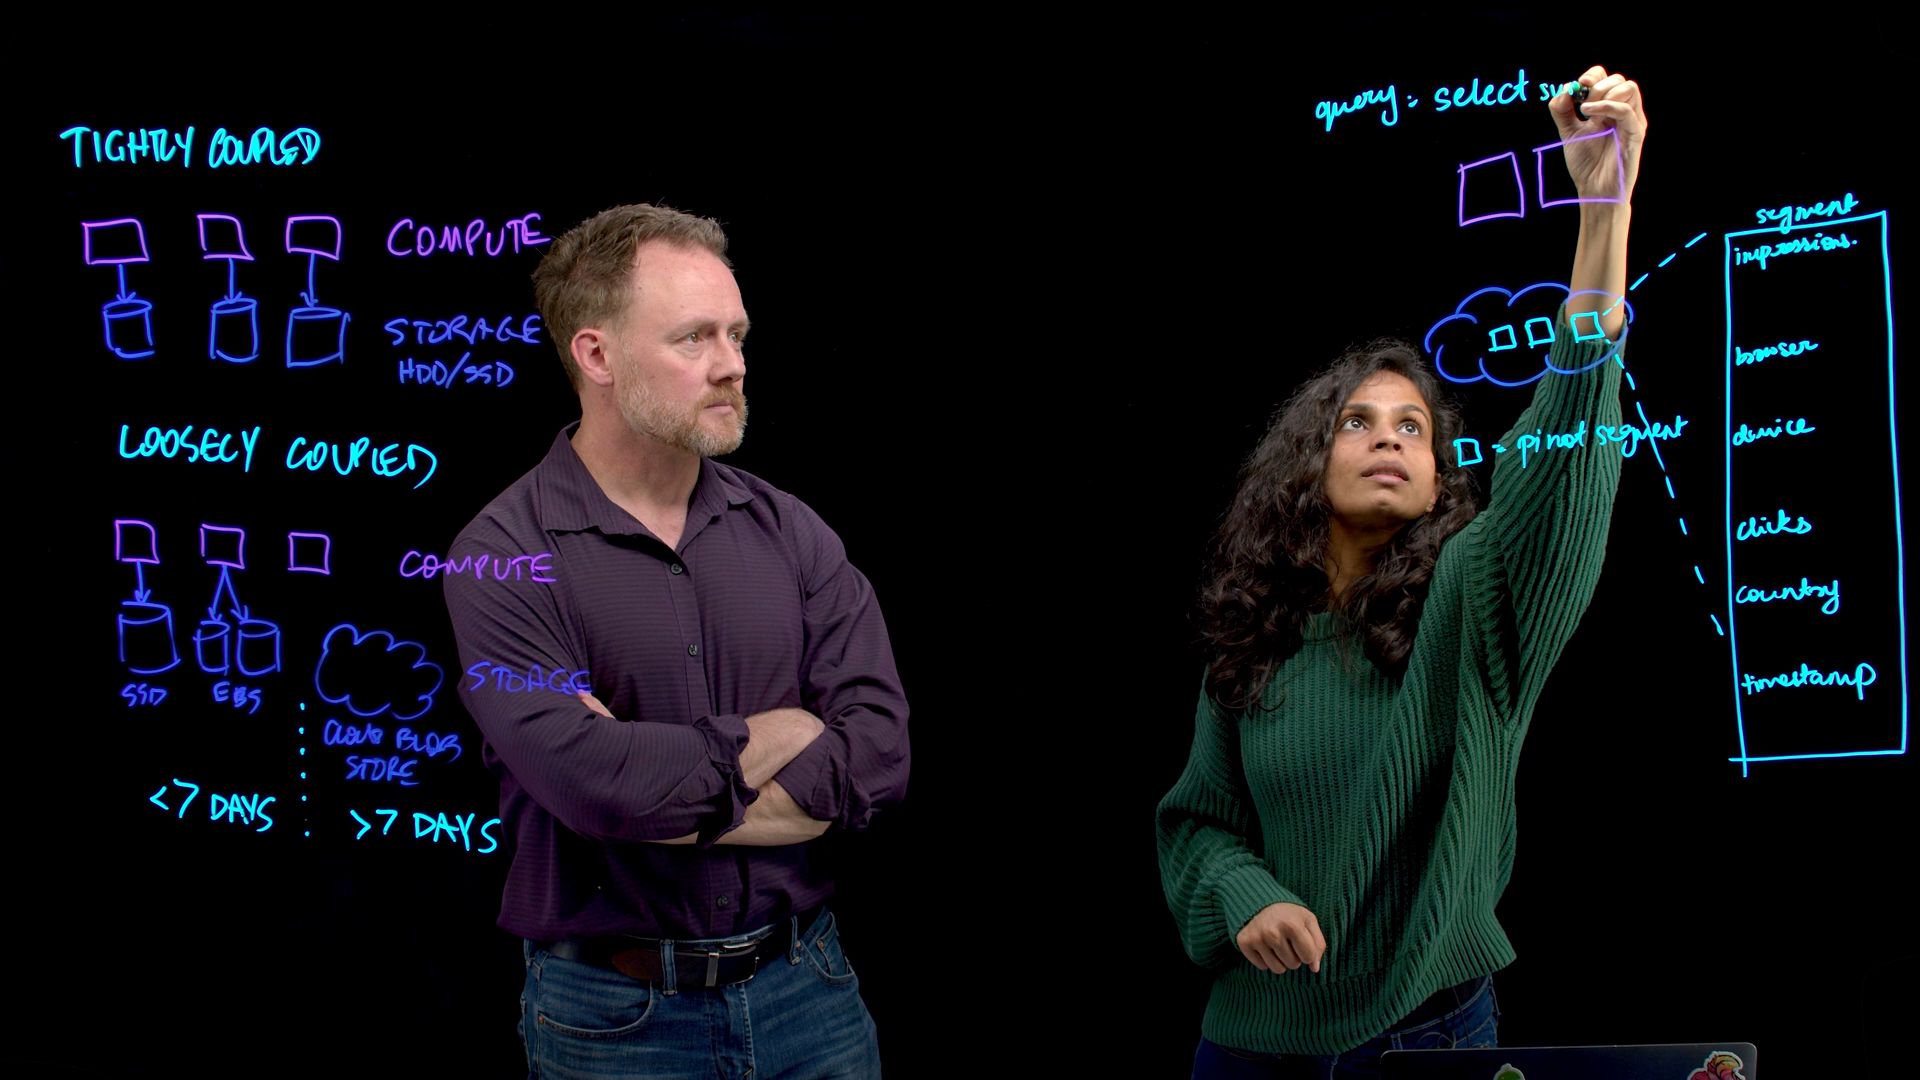 TIGHTLY COUPLED
COMPUTE
STORAGE
HDD/SSD
LOOSELY COUPLED
COMPUTE
STORAGE
SSD
EBS
CLOUD BLOB
STORE
<7 DAYS
>7 DAYS
query: select sum
segment
impressions.
browser
device
clicks
country
timestamp
= pinot segment